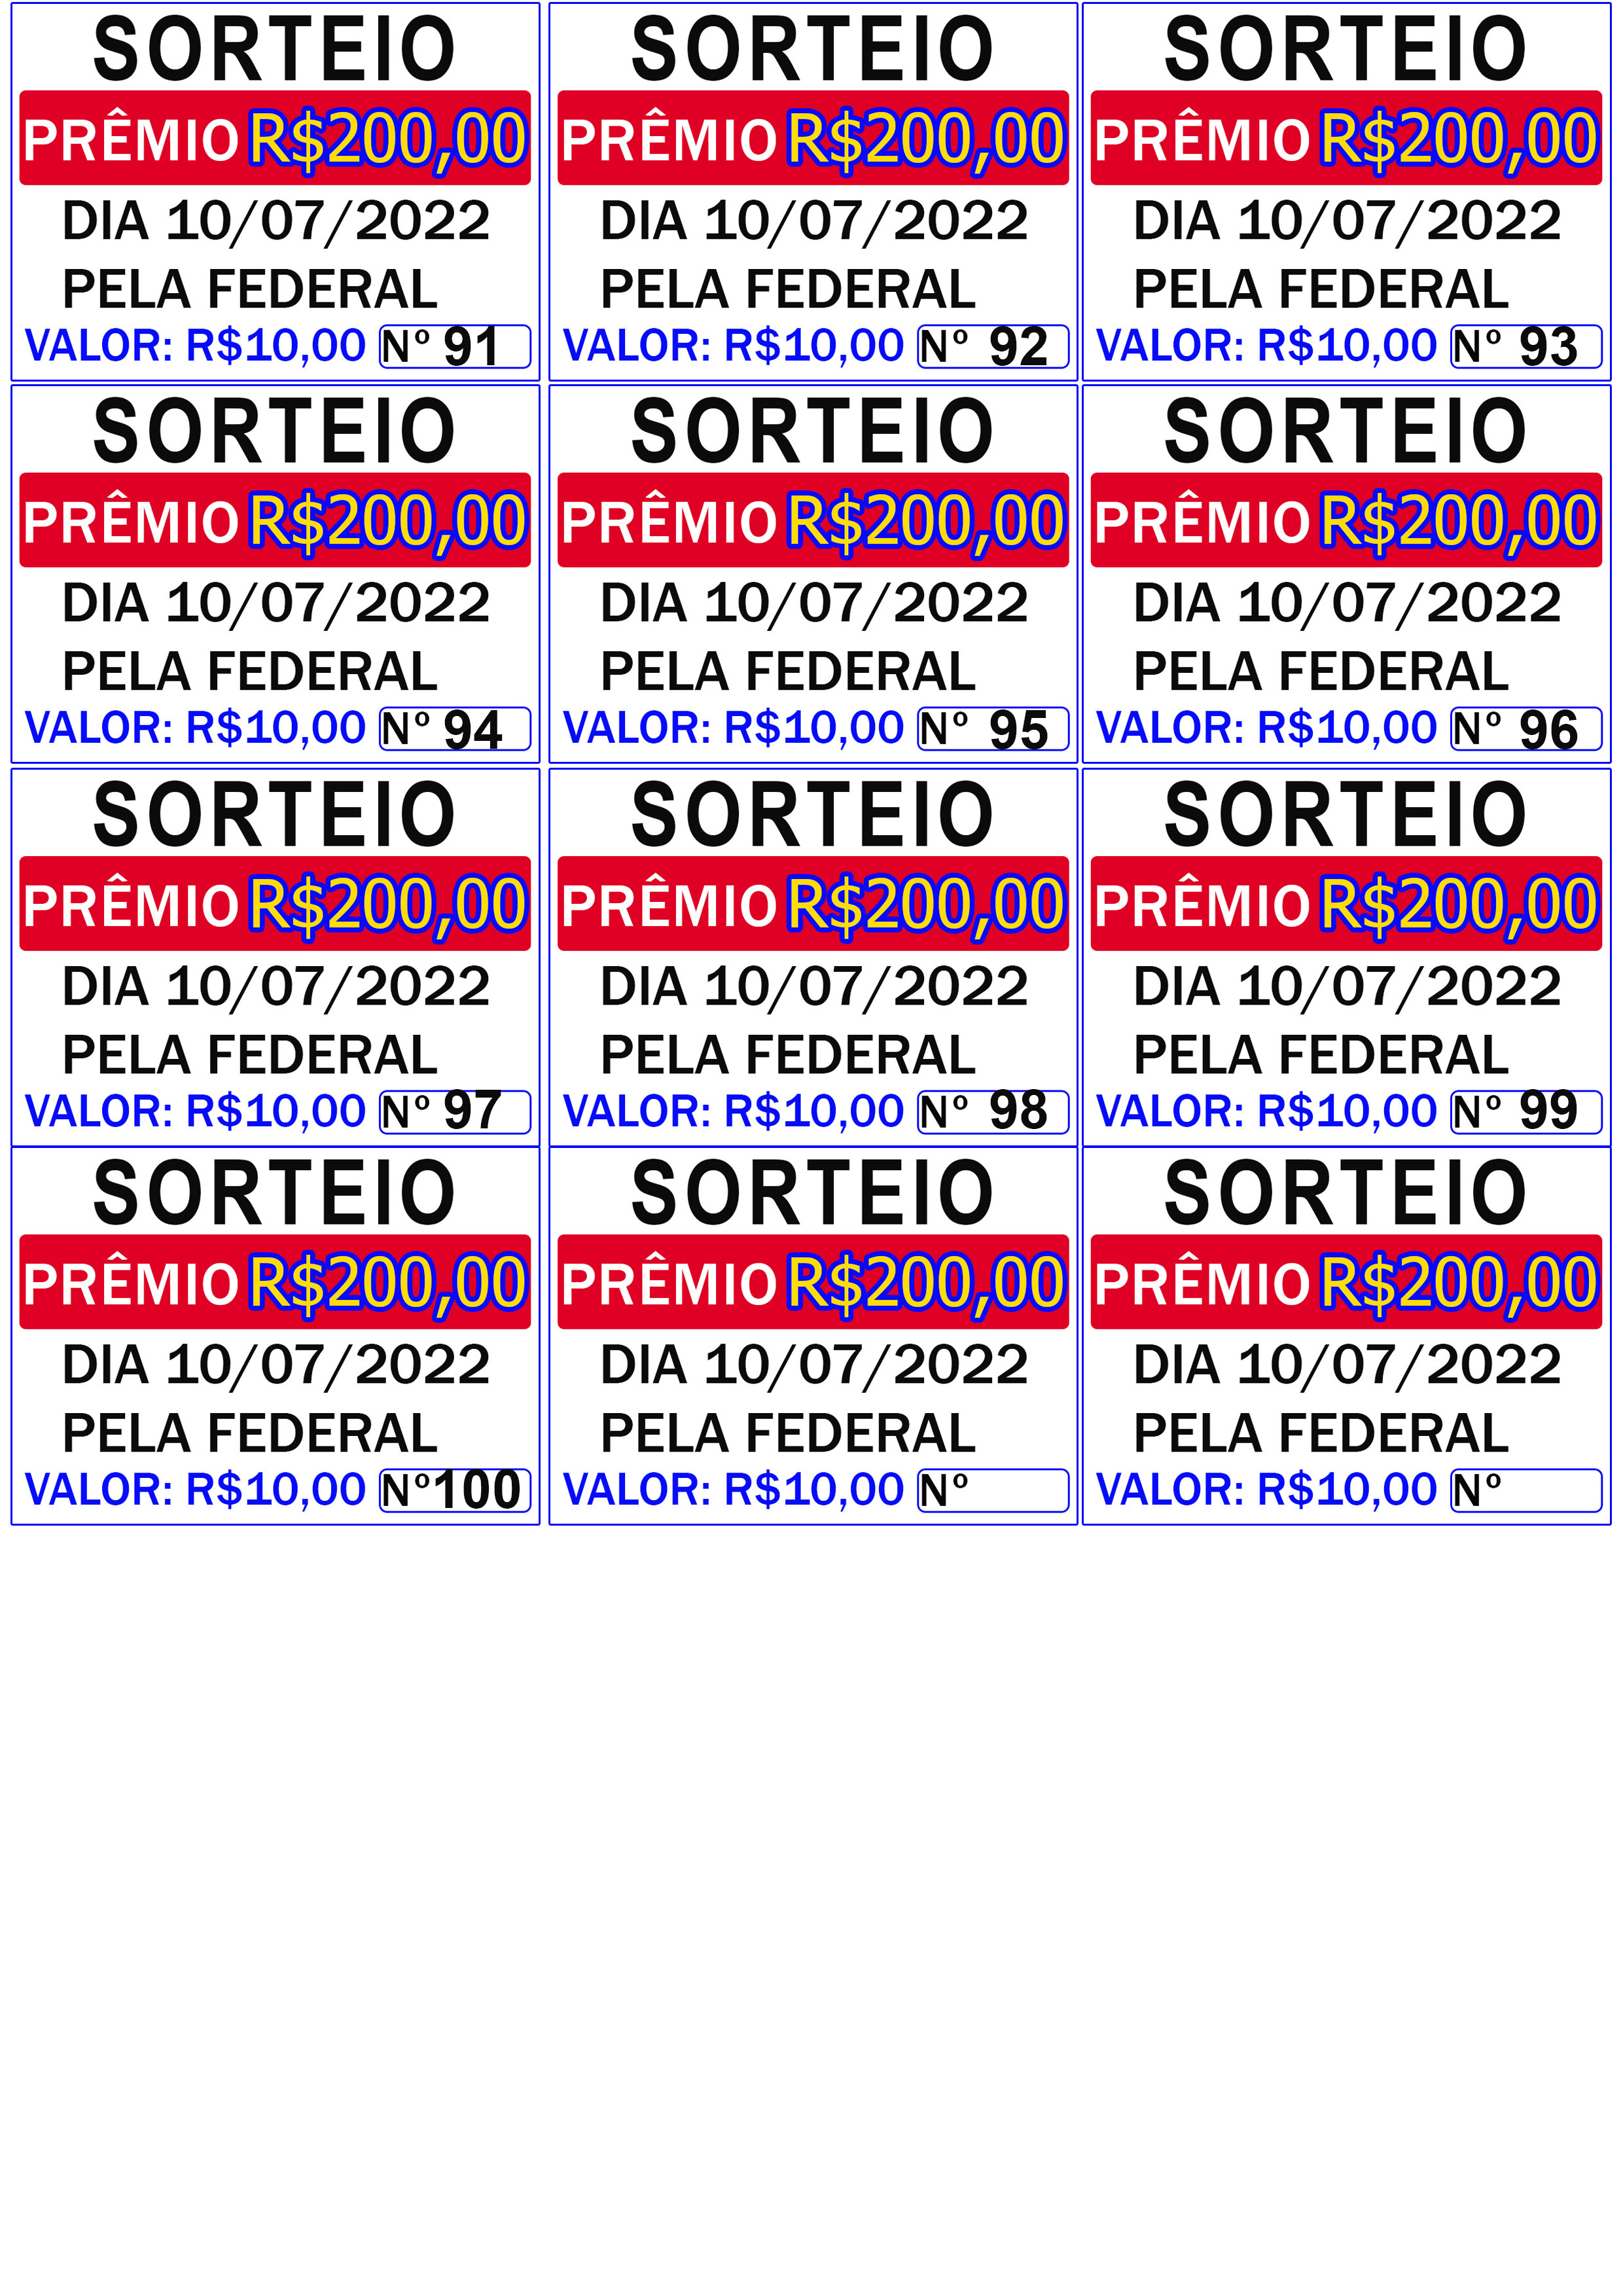 SORTEIO
PRÊMIO R$200,00
DIA 10/07/2022
PELA FEDERAL
VALOR: R$10,00 Nº 91
SORTEIO
PRÊMIO R$200,00
DIA 10/07/2022
PELA FEDERAL
VALOR: R$10,00 Nº 92
SORTEIO
PRÊMIO R$200,00
DIA 10/07/2022
PELA FEDERAL
VALOR: R$10,00 Nº 93
SORTEIO
PRÊMIO R$200,00
DIA 10/07/2022
PELA FEDERAL
VALOR: R$10,00 Nº 94
SORTEIO
PRÊMIO R$200,00
DIA 10/07/2022
PELA FEDERAL
VALOR: R$10,00 Nº 95
SORTEIO
PRÊMIO R$200,00
DIA 10/07/2022
PELA FEDERAL
VALOR: R$10,00 Nº 96
SORTEIO
PRÊMIO R$200,00
DIA 10/07/2022
PELA FEDERAL
VALOR: R$10,00 Nº 97
SORTEIO
PRÊMIO R$200,00
DIA 10/07/2022
PELA FEDERAL
VALOR: R$10,00 Nº 98
SORTEIO
PRÊMIO R$200,00
DIA 10/07/2022
PELA FEDERAL
VALOR: R$10,00 Nº 99
SORTEIO
PRÊMIO R$200,00
DIA 10/07/2022
PELA FEDERAL
VALOR: R$10,00 Nº100
SORTEIO
PRÊMIO R$200,00
DIA 10/07/2022
PELA FEDERAL
VALOR: R$10,00 Nº
SORTEIO
PRÊMIO R$200,00
DIA 10/07/2022
PELA FEDERAL
VALOR: R$10,00 Nº